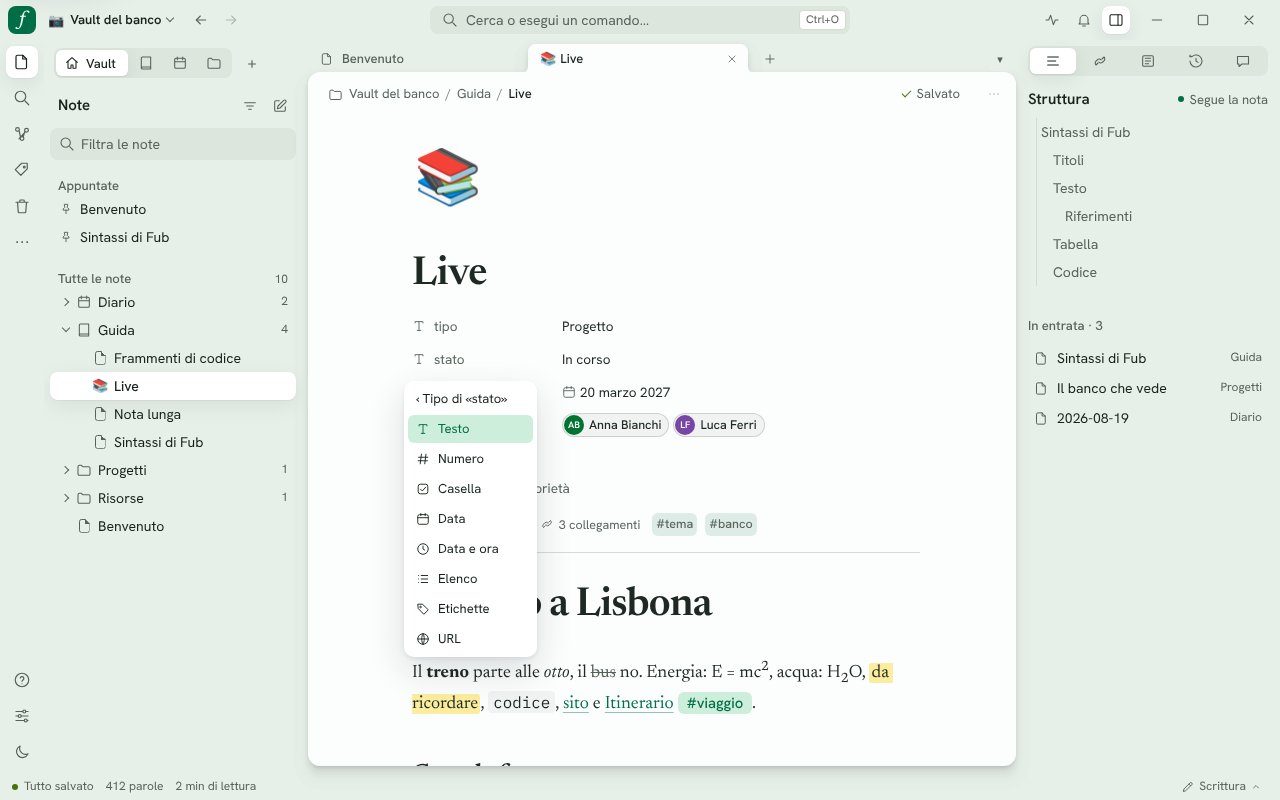 Vault del banco
Cerca o esegui un comando…
Ctrl+O
Vault
Benvenuto
Live
Note
Filtra le note
Appuntate
Benvenuto
Sintassi di Fub
Tutte le note 10
Diario 2
Guida 4
Frammenti di codice
Live
Nota lunga
Sintassi di Fub
Progetti 1
Risorse 1
Benvenuto
Vault del banco / Guida / Live
Salvato
Live
tipo Progetto
stato In corso
20 marzo 2027
AB Anna Bianchi LF Luca Ferri
‹ Tipo di «stato»
Testo
Numero
Casella
Data
Data e ora
Elenco
Etichette
URL
3 collegamenti #tema #banco
a Lisbona
Il treno parte alle otto, il bus no. Energia: E = mc², acqua: H₂O, da
ricordare, codice, sito e Itinerario #viaggio.
Struttura
Segue la nota
Sintassi di Fub
Titoli
Testo
Riferimenti
Tabella
Codice
In entrata · 3
Sintassi di Fub Guida
Il banco che vede Progetti
2026-08-19 Diario
Tutto salvato 412 parole 2 min di lettura
Scrittura